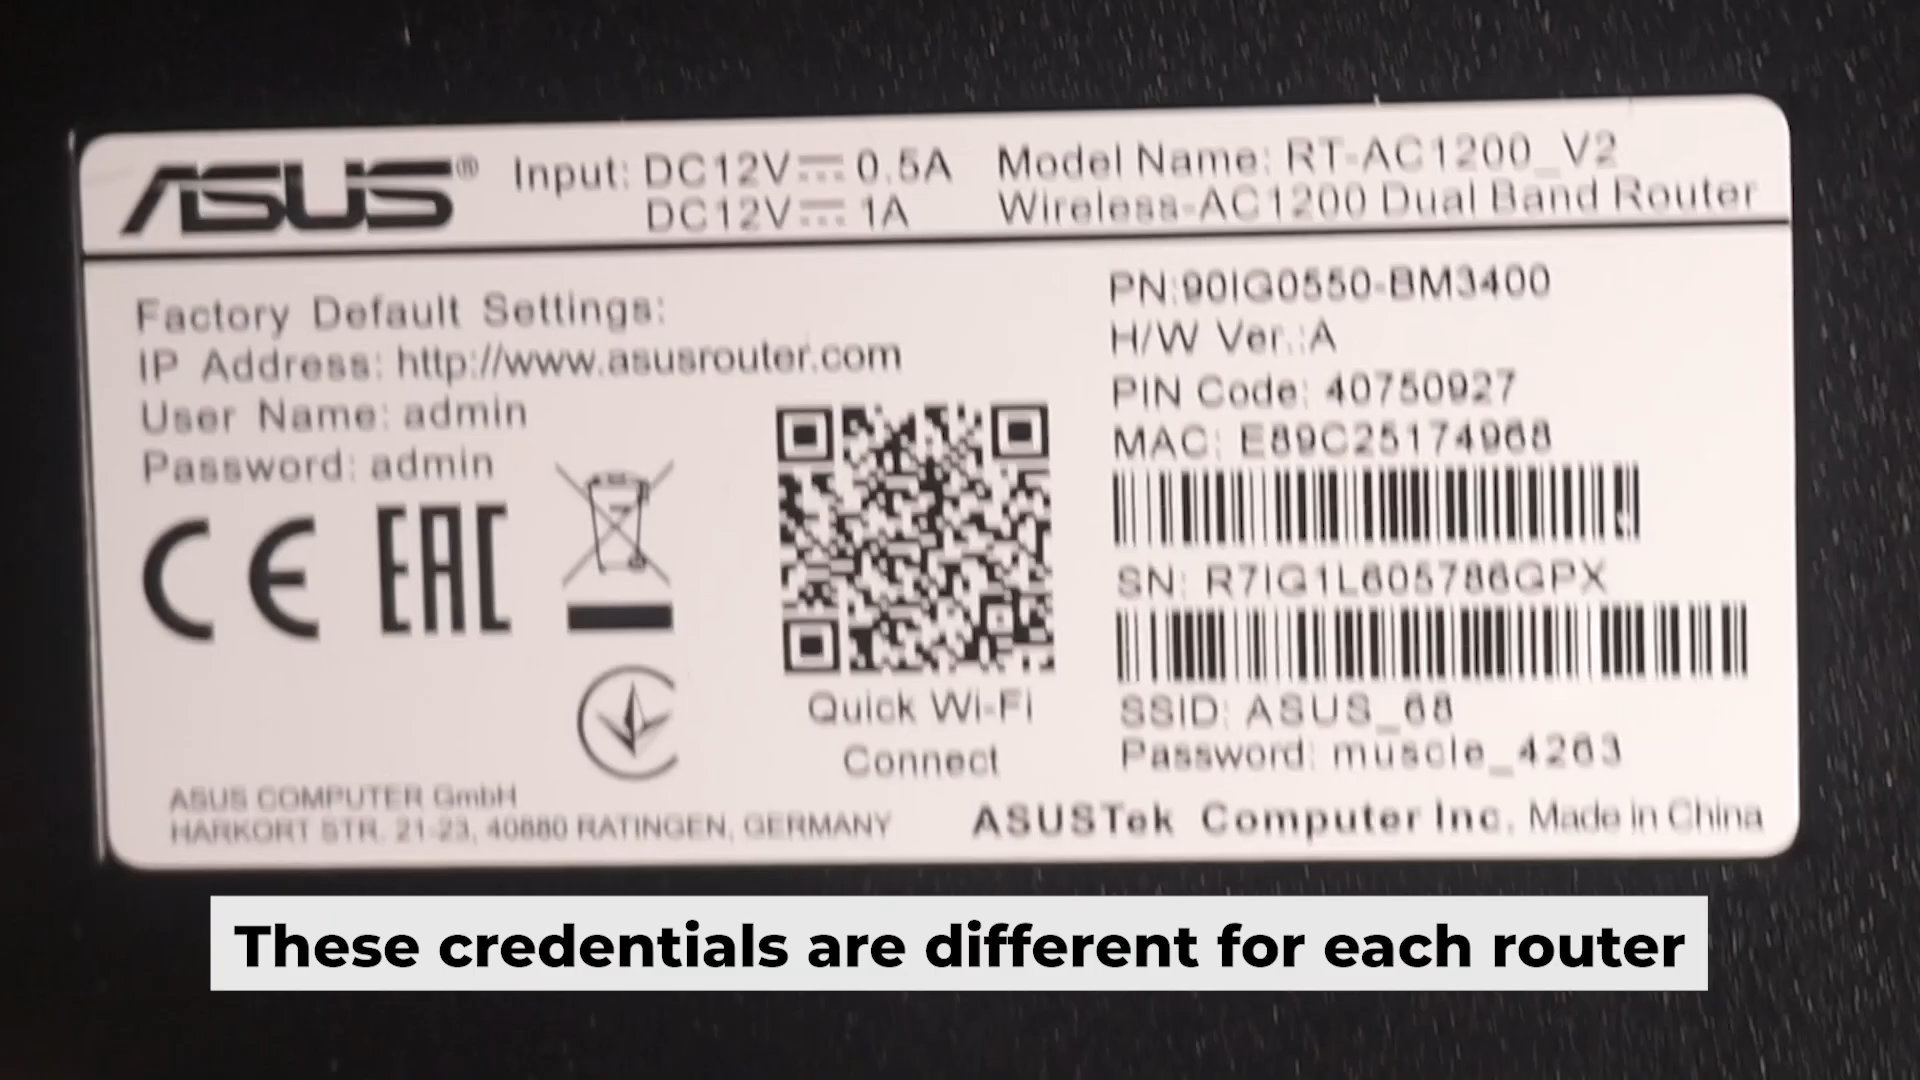 ASUS®
Input: DC12V⎓0.5A
DC12V⎓1A
Model Name: RT-AC1200_V2
Wireless-AC1200 Dual Band Router
Factory Default Settings:
IP Address: http://www.asusrouter.com
User Name: admin
Password: admin
CE EAC
Quick Wi-Fi
Connect
PN:90IG0550-BM3400
H/W Ver.:A
PIN Code: 40750927
MAC: E89C25174968
SN: R7IG1L605786GPX
SSID: ASUS_68
Password: muscle_4263
ASUS COMPUTER GmbH
HARKORT STR. 21-23, 40880 RATINGEN, GERMANY
ASUSTek Computer Inc. Made in China
These credentials are different for each router